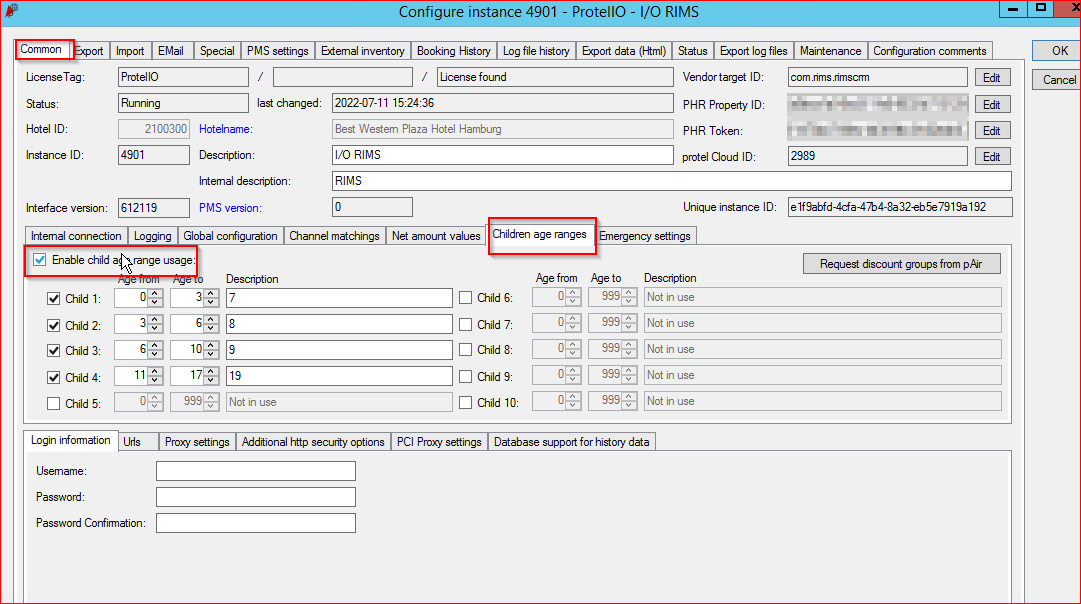 Configure instance 4901 - ProtelIO - I/O RIMS
Common Export Import EMail Special PMS settings External inventory Booking History Log file history Export data (Html) Status Export log files Maintenance Configuration comments
OK
Cancel
LicenseTag: ProtelIO / / License found Vendor target ID: com.rims.rimscrm Edit
Status: Running last changed: 2022-07-11 15:24:36 PHR Property ID: Edit
Hotel ID: 2100300 Hotelname: Best Western Plaza Hotel Hamburg PHR Token: Edit
Instance ID: 4901 Description: I/O RIMS protel Cloud ID: 2989 Edit
Internal description: RIMS
Interface version: 612119 PMS version: 0 Unique instance ID: e1f9abfd-4cfa-47b4-8a32-eb5e7919a192
Internal connection Logging Global configuration Channel matchings Net amount values Children age ranges Emergency settings
Enable child age range usage: Request discount groups from pAir
Age from Age to Description Age from Age to Description
Child 1: 0 3 7 Child 6: 0 999 Not in use
Child 2: 3 6 8 Child 7: 0 999 Not in use
Child 3: 6 10 9 Child 8: 0 999 Not in use
Child 4: 11 17 19 Child 9: 0 999 Not in use
Child 5: 0 999 Not in use Child 10: 0 999 Not in use
Login information Urls Proxy settings Additional http security options PCI Proxy settings Database support for history data
Username:
Password:
Password Confirmation: